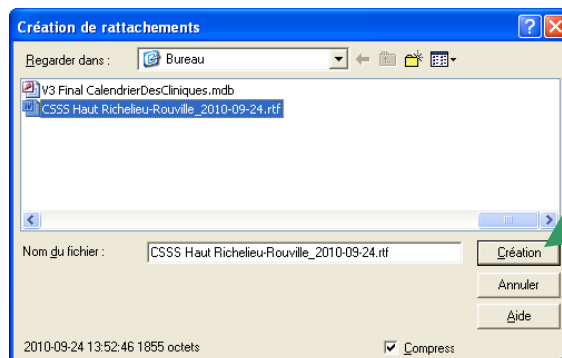 Création de rattachements
Regarder dans :
Bureau
V3 Final CalendrierDesCliniques.mdb
CSSS Haut Richelieu-Rouville_2010-09-24.rtf
Nom du fichier :
CSSS Haut Richelieu-Rouville_2010-09-24.rtf
Création
Annuler
Aide
2010-09-24 13:52:46 1855 octets
Compress